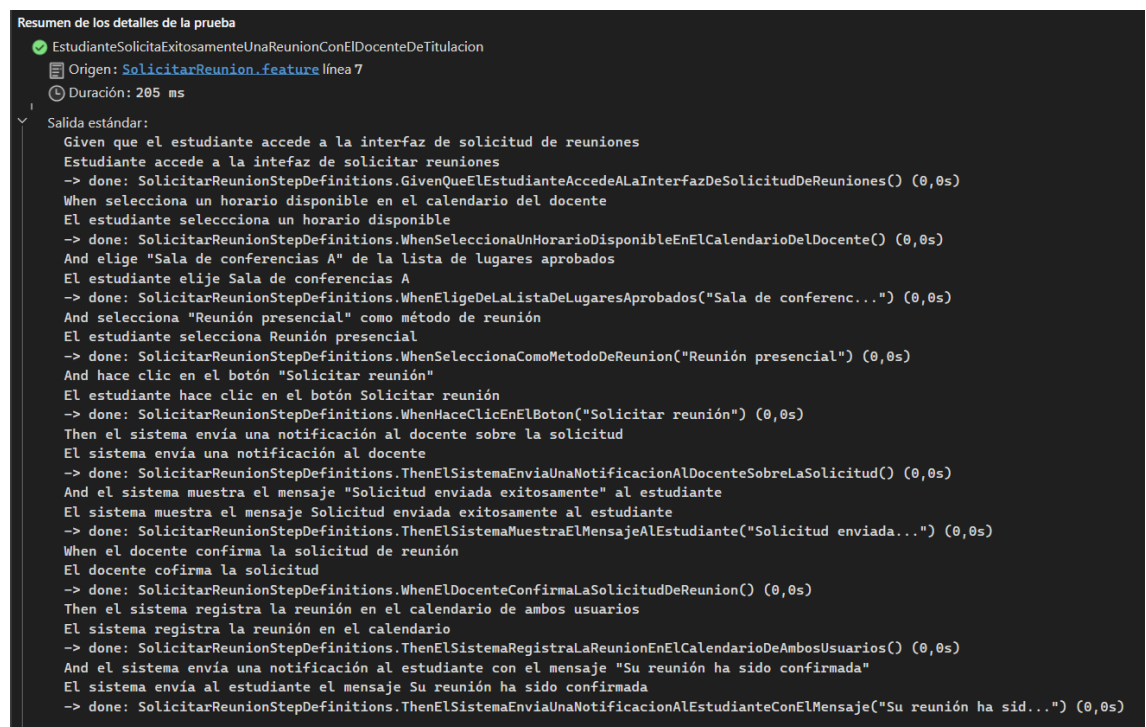 Resumen de los detalles de la prueba
EstudianteSolicitaExitosamenteUnaReunionConElDocenteDeTitulacion
Origen: SolicitarReunion.feature línea 7
Duración: 205 ms
Salida estándar:
Given que el estudiante accede a la interfaz de solicitud de reuniones
Estudiante accede a la intefaz de solicitar reuniones
-> done: SolicitarReunionStepDefinitions.GivenQueElEstudianteAccedeALaInterfazDeSolicitudDeReuniones() (0,0s)
When selecciona un horario disponible en el calendario del docente
El estudiante seleccciona un horario disponible
-> done: SolicitarReunionStepDefinitions.WhenSeleccionaUnHorarioDisponibleEnElCalendarioDelDocente() (0,0s)
And elige "Sala de conferencias A" de la lista de lugares aprobados
El estudiante elije Sala de conferencias A
-> done: SolicitarReunionStepDefinitions.WhenEligeDeLaListaDeLugaresAprobados("Sala de conferenc...") (0,0s)
And selecciona "Reunión presencial" como método de reunión
El estudiante selecciona Reunión presencial
-> done: SolicitarReunionStepDefinitions.WhenSeleccionaComoMetodoDeReunion("Reunión presencial") (0,0s)
And hace clic en el botón "Solicitar reunión"
El estudiante hace clic en el botón Solicitar reunión
-> done: SolicitarReunionStepDefinitions.WhenHaceClicEnElBoton("Solicitar reunión") (0,0s)
Then el sistema envía una notificación al docente sobre la solicitud
El sistema envía una notificación al docente
-> done: SolicitarReunionStepDefinitions.ThenElSistemaEnviaUnaNotificacionAlDocenteSobreLaSolicitud() (0,0s)
And el sistema muestra el mensaje "Solicitud enviada exitosamente" al estudiante
El sistema muestra el mensaje Solicitud enviada exitosamente al estudiante
-> done: SolicitarReunionStepDefinitions.ThenElSistemaMuestraElMensajeAlEstudiante("Solicitud enviada...") (0,0s)
When el docente confirma la solicitud de reunión
El docente cofirma la solicitud
-> done: SolicitarReunionStepDefinitions.WhenElDocenteConfirmaLaSolicitudDeReunion() (0,0s)
Then el sistema registra la reunión en el calendario de ambos usuarios
El sistema registra la reunión en el calendario
-> done: SolicitarReunionStepDefinitions.ThenElSistemaRegistraLaReunionEnElCalendarioDeAmbosUsuarios() (0,0s)
And el sistema envía una notificación al estudiante con el mensaje "Su reunión ha sido confirmada"
El sistema envía al estudiante el mensaje Su reunión ha sido confirmada
-> done: SolicitarReunionStepDefinitions.ThenElSistemaEnviaUnaNotificacionAlEstudianteConElMensaje("Su reunión ha sid...") (0,0s)